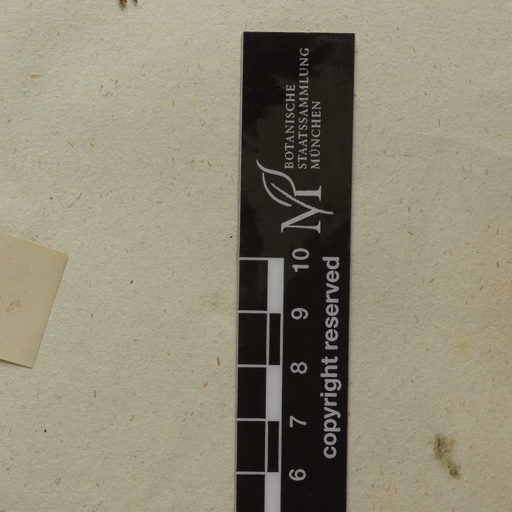 BOTANISCHE
STAATSSAMMLUNG
MÜNCHEN
M
10
9
8
7
6
copyright reserved